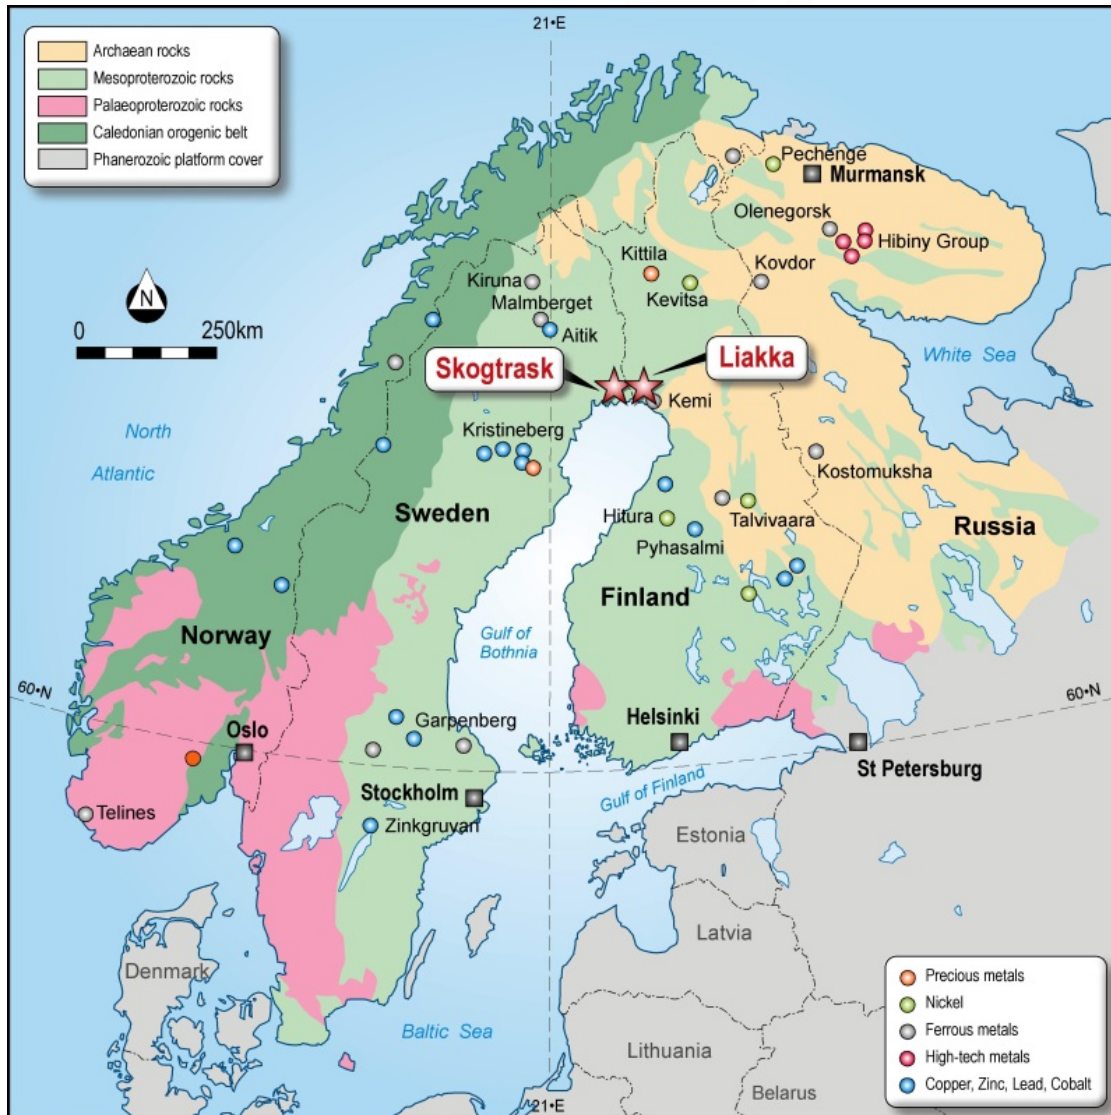 21•E
Archaean rocks
Mesoproterozoic rocks
Palaeoproterozoic rocks
Caledonian orogenic belt
Phanerozoic platform cover
Pechenge
Murmansk
Olenegorsk
Hibiny Group
Kittila
Kovdor
Kiruna
Kevitsa
Malmberget
N
0
250km
Aitik
White Sea
Skogtrask
Liakka
Kemi
North
Atlantic
Kristineberg
Kostomuksha
Sweden
Hitura
Talvivaara
Russia
Pyhasalmi
Finland
Norway
Gulf of
Bothnia
60•N
60•N
Oslo
Garpenberg
Helsinki
St Petersburg
Stockholm
Gulf of Finland
Telines
Zinkgruvan
Estonia
Latvia
Denmark
Baltic Sea
Lithuania
Belarus
Precious metals
Nickel
Ferrous metals
High-tech metals
Copper, Zinc, Lead, Cobalt
21•E